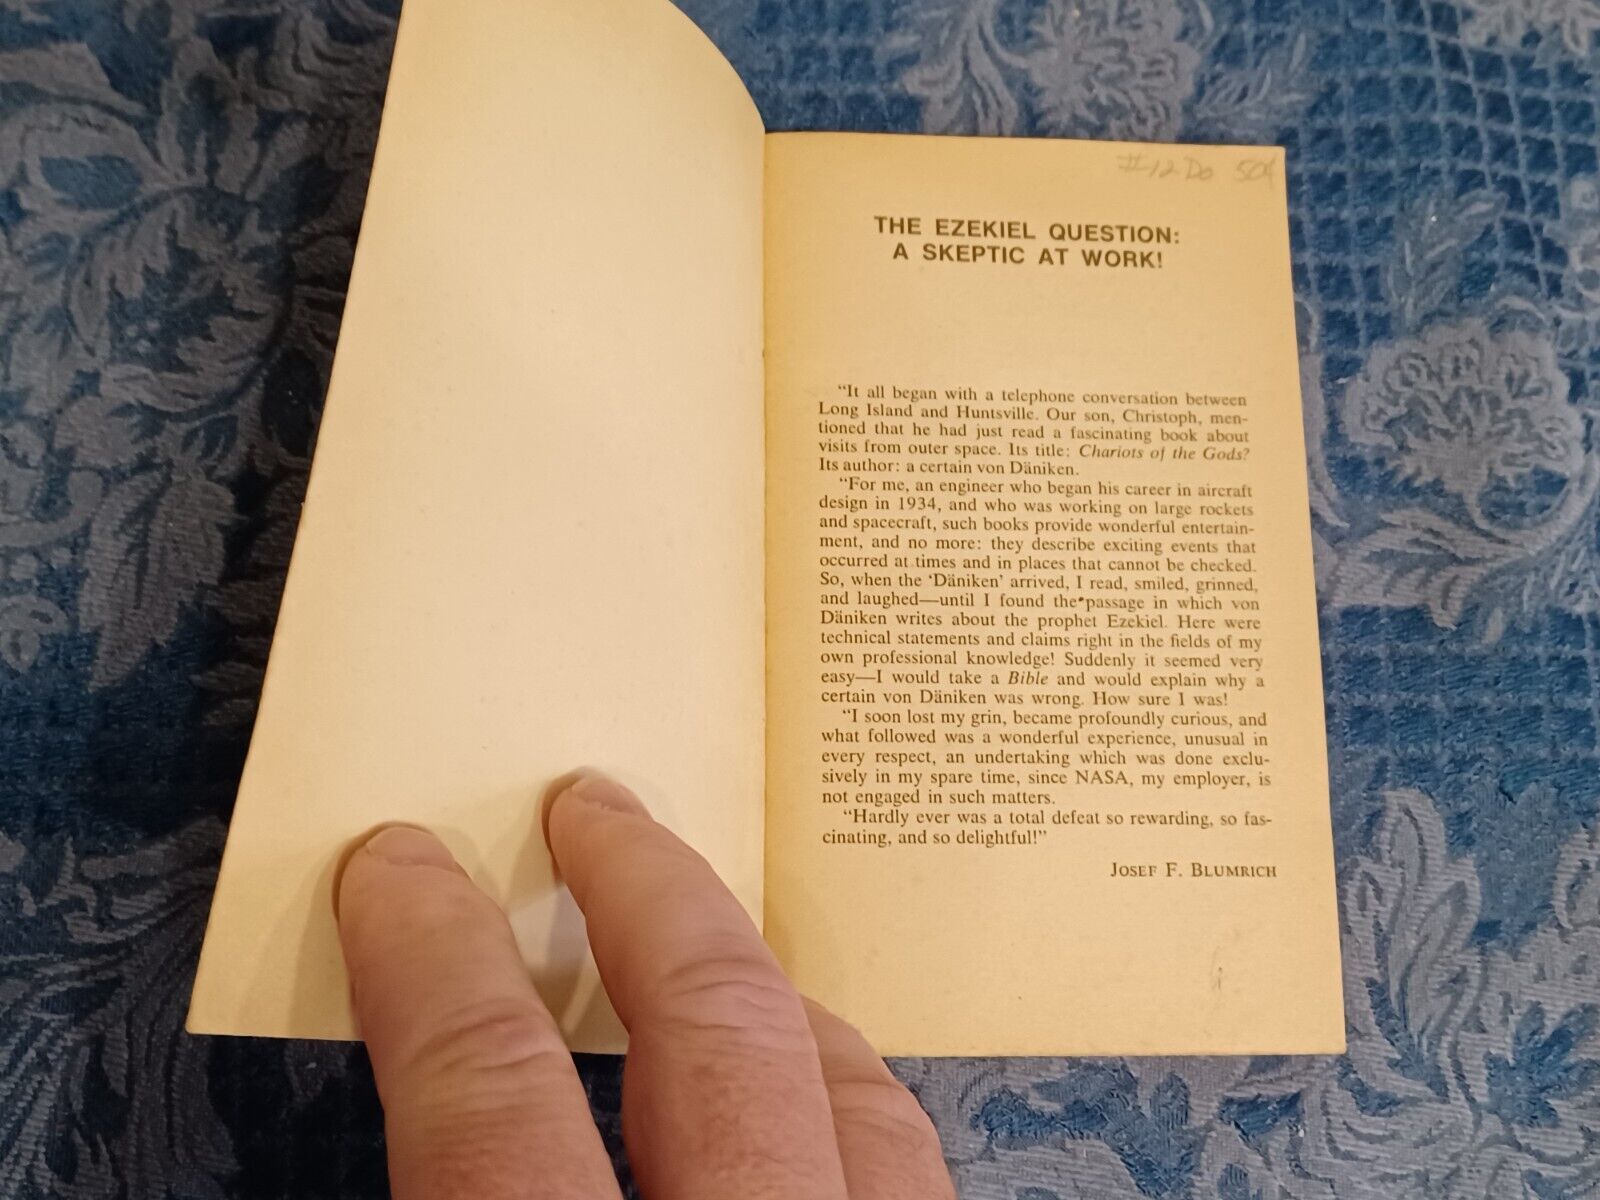 #12 Do 50¢
THE EZEKIEL QUESTION:
A SKEPTIC AT WORK!
“It all began with a telephone conversation between
Long Island and Huntsville. Our son, Christoph, men-
tioned that he had just read a fascinating book about
visits from outer space. Its title: Chariots of the Gods?
Its author: a certain von Däniken.
“For me, an engineer who began his career in aircraft
design in 1934, and who was working on large rockets
and spacecraft, such books provide wonderful entertain-
ment, and no more: they describe exciting events that
occurred at times and in places that cannot be checked.
So, when the ‘Däniken’ arrived, I read, smiled, grinned,
and laughed—until I found the passage in which von
Däniken writes about the prophet Ezekiel. Here were
technical statements and claims right in the fields of my
own professional knowledge! Suddenly it seemed very
easy—I would take a Bible and would explain why a
certain von Däniken was wrong. How sure I was!
“I soon lost my grin, became profoundly curious, and
what followed was a wonderful experience, unusual in
every respect, an undertaking which was done exclu-
sively in my spare time, since NASA, my employer, is
not engaged in such matters.
“Hardly ever was a total defeat so rewarding, so fas-
cinating, and so delightful!”
JOSEF F. BLUMRICH